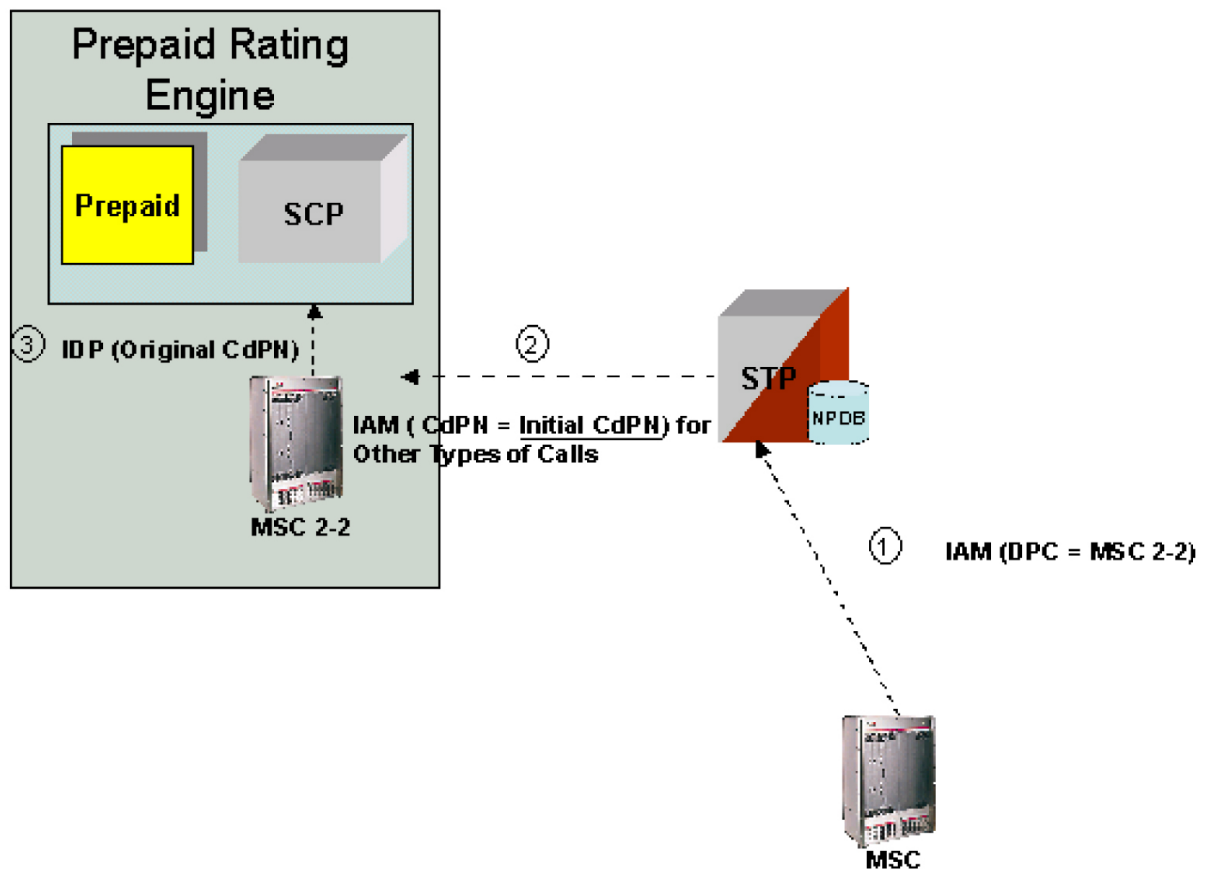 Prepaid Rating
Engine
Prepaid
SCP
3 IDP (Original CdPN)
2
STP
NPDB
IAM ( CdPN = Initial CdPN) for
Other Types of Calls
MSC 2-2
1 IAM (DPC = MSC 2-2)
MSC